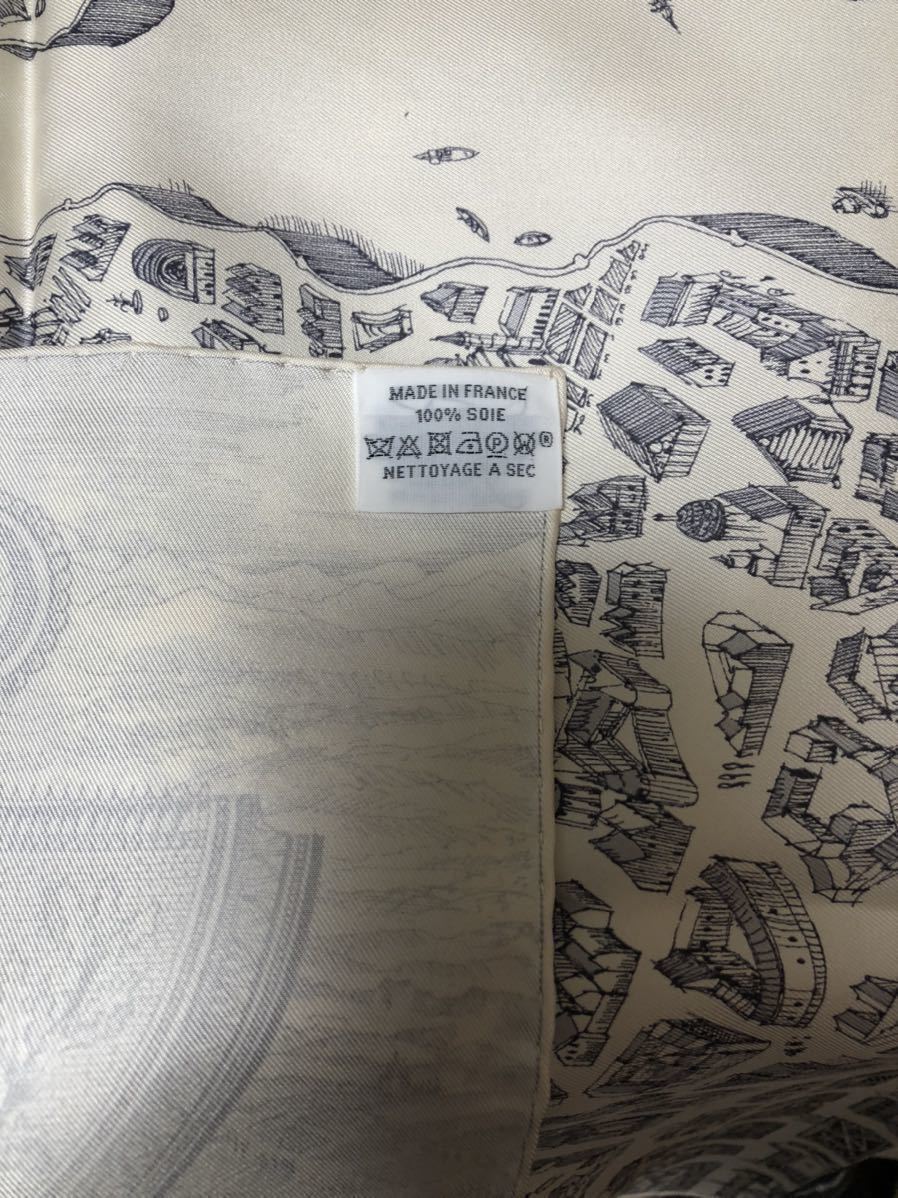 MADE IN FRANCE
100% SOIE
P ®
NETTOYAGE A SEC